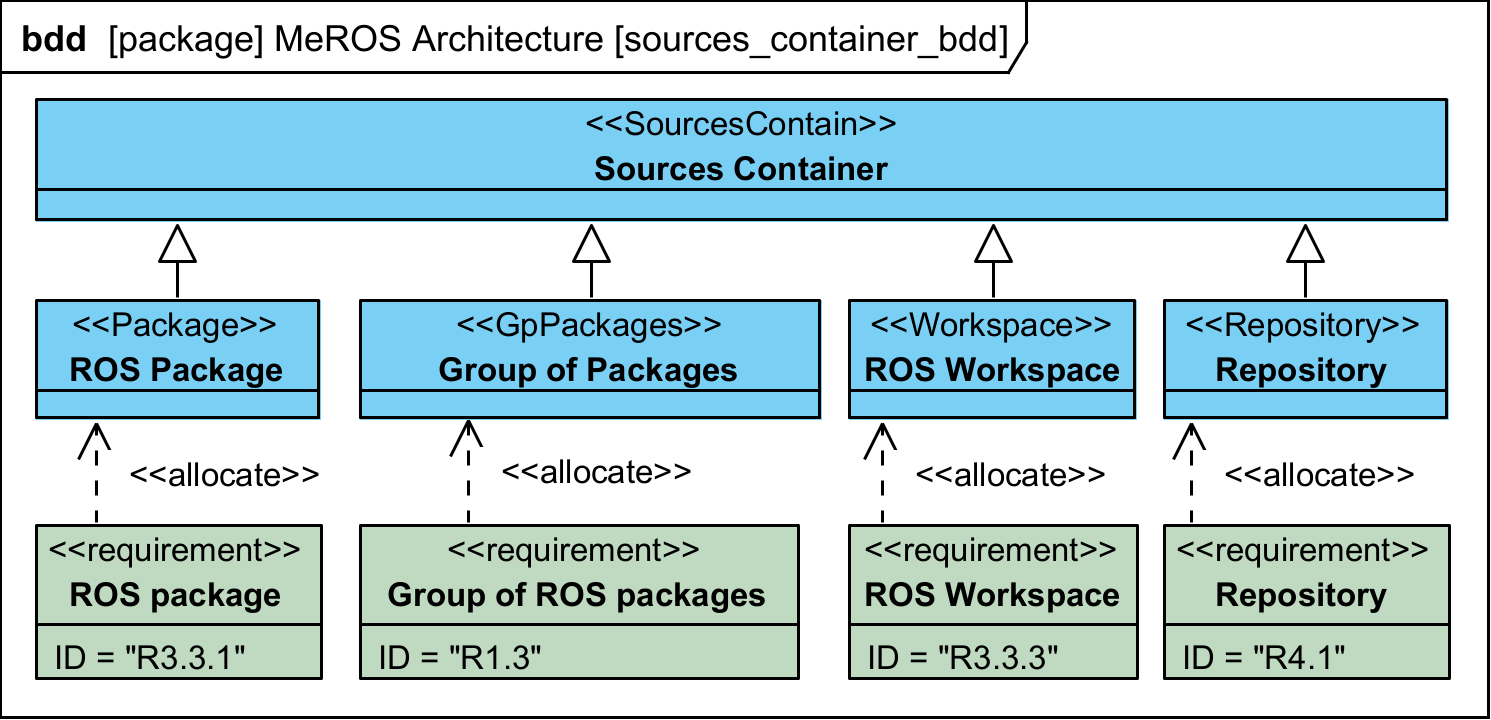 bdd [package] MeROS Architecture [sources_container_bdd]
<<SourcesContain>>
Sources Container
<<Package>>
ROS Package
<<GpPackages>>
Group of Packages
<<Workspace>>
ROS Workspace
<<Repository>>
Repository
<<allocate>>
<<allocate>>
<<allocate>>
<<allocate>>
<<requirement>>
ROS package
ID = "R3.3.1"
<<requirement>>
Group of ROS packages
ID = "R1.3"
<<requirement>>
ROS Workspace
ID = "R3.3.3"
<<requirement>>
Repository
ID = "R4.1"